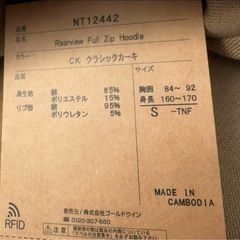 品番 NT12442
品名 Rearview Full Zip Hoodie
カラー CK クラシックカーキ
サイズ
身生地 綿 85%
ポリエステル 15%
リブ部 綿 95%
ポリウレタン 5%
胸囲 84～ 92
身長 160～170
S -TNF
MADE IN
CAMBODIA
RFID
発売元/株式会社ゴールドウイン
0120-307-560